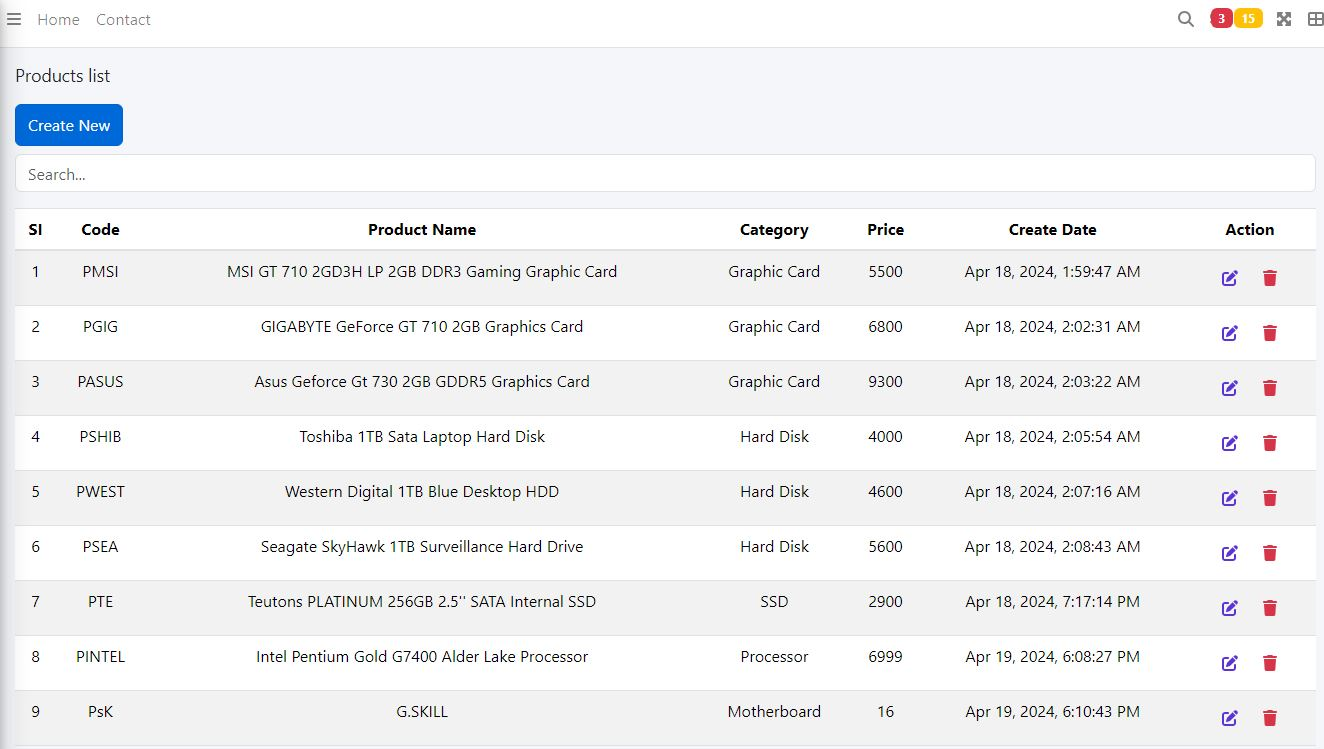 Home Contact 3 15
Products list
Create New
Search...
Sl Code Product Name Category Price Create Date Action
1 PMSI MSI GT 710 2GD3H LP 2GB DDR3 Gaming Graphic Card Graphic Card 5500 Apr 18, 2024, 1:59:47 AM
2 PGIG GIGABYTE GeForce GT 710 2GB Graphics Card Graphic Card 6800 Apr 18, 2024, 2:02:31 AM
3 PASUS Asus Geforce Gt 730 2GB GDDR5 Graphics Card Graphic Card 9300 Apr 18, 2024, 2:03:22 AM
4 PSHIB Toshiba 1TB Sata Laptop Hard Disk Hard Disk 4000 Apr 18, 2024, 2:05:54 AM
5 PWEST Western Digital 1TB Blue Desktop HDD Hard Disk 4600 Apr 18, 2024, 2:07:16 AM
6 PSEA Seagate SkyHawk 1TB Surveillance Hard Drive Hard Disk 5600 Apr 18, 2024, 2:08:43 AM
7 PTE Teutons PLATINUM 256GB 2.5'' SATA Internal SSD SSD 2900 Apr 18, 2024, 7:17:14 PM
8 PINTEL Intel Pentium Gold G7400 Alder Lake Processor Processor 6999 Apr 19, 2024, 6:08:27 PM
9 PsK G.SKILL Motherboard 16 Apr 19, 2024, 6:10:43 PM